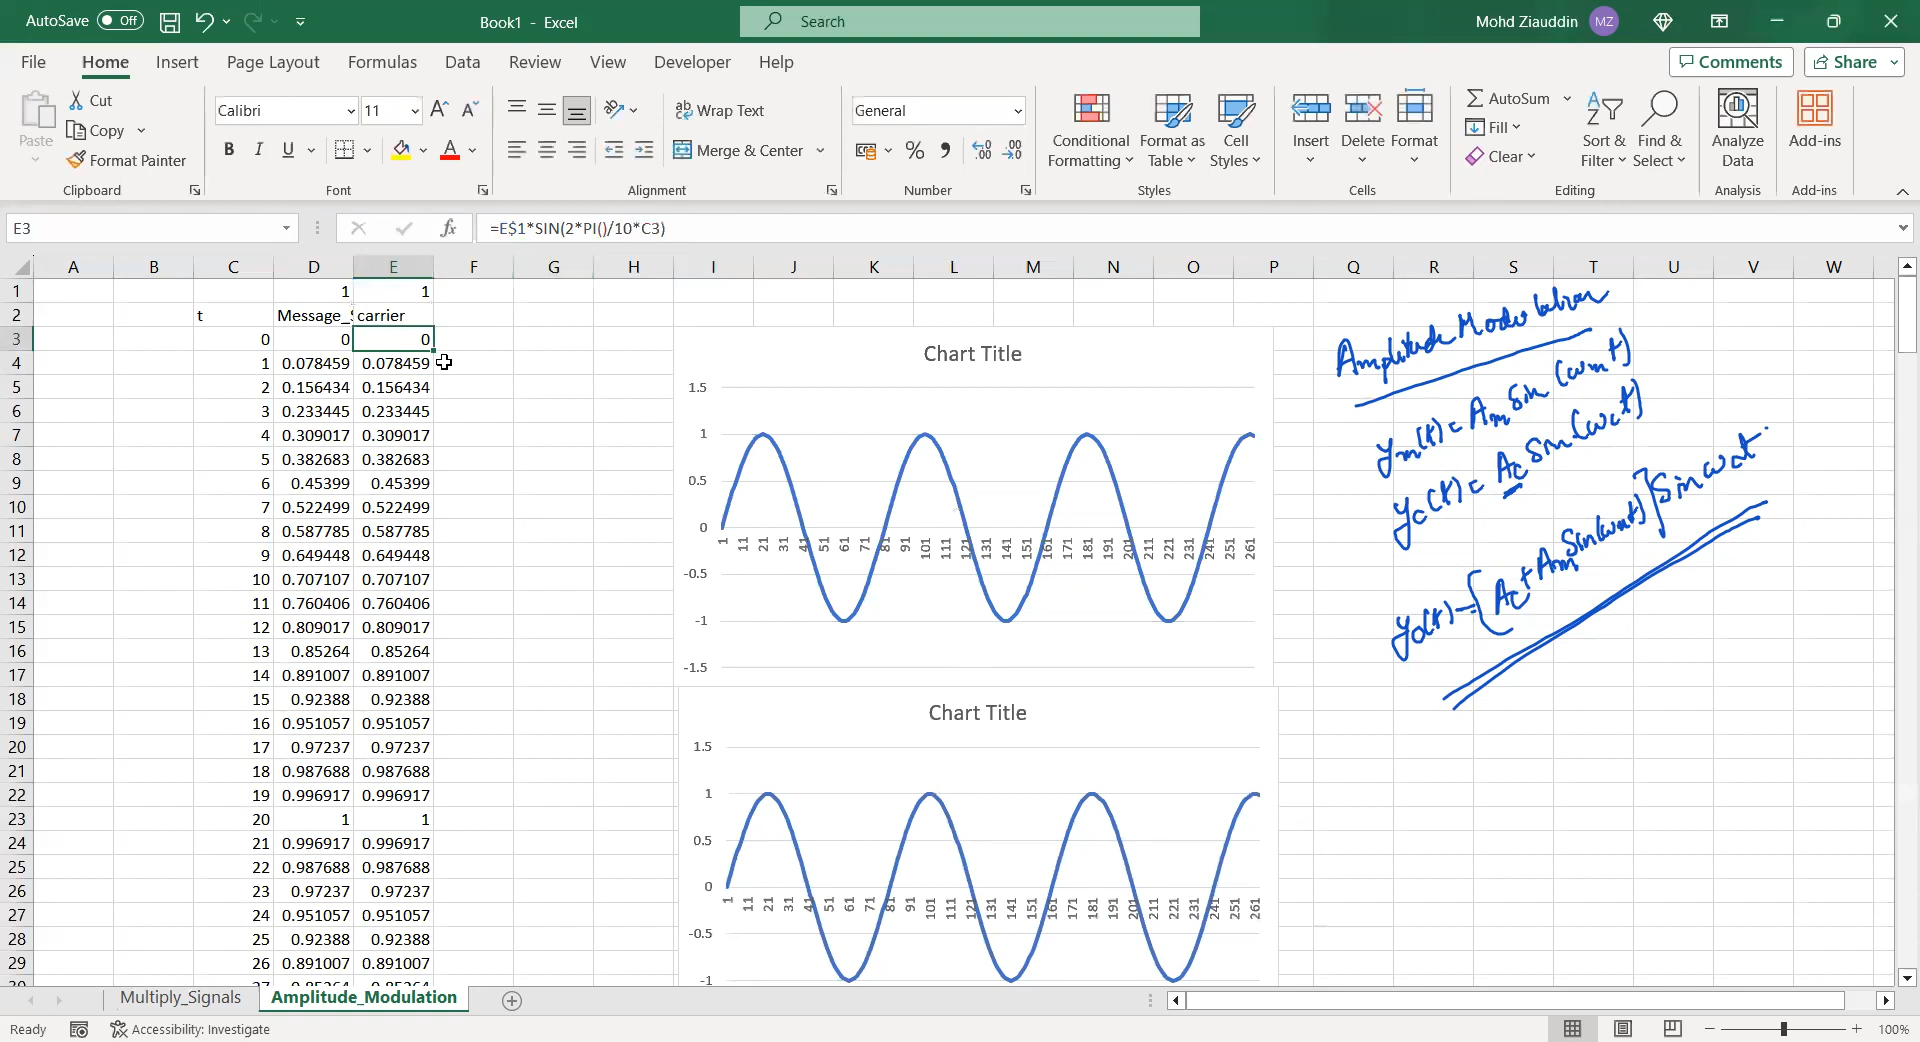 AutoSave Off Book1 - Excel Search Mohd Ziauddin MZ
File Home Insert Page Layout Formulas Data Review View Developer Help Comments Share
Paste Cut Copy Format Painter Clipboard
Calibri 11 B I U Font
Wrap Text Merge & Center Alignment
General Number
Conditional Formatting Format as Table Cell Styles Styles
Insert Delete Format Cells
AutoSum Fill Clear Sort & Filter Find & Select Editing
Analyze Data Analysis
Add-ins Add-ins
E3 fx =E$1*SIN(2*PI()/10*C3)
A B C D E F G H I J K L M N O P Q R S T U V W
1 1 1
2 t Message_S carrier
3 0 0 0
4 1 0.078459 0.078459
5 2 0.156434 0.156434
6 3 0.233445 0.233445
7 4 0.309017 0.309017
8 5 0.382683 0.382683
9 6 0.45399 0.45399
10 7 0.522499 0.522499
11 8 0.587785 0.587785
12 9 0.649448 0.649448
13 10 0.707107 0.707107
14 11 0.760406 0.760406
15 12 0.809017 0.809017
16 13 0.85264 0.85264
17 14 0.891007 0.891007
18 15 0.92388 0.92388
19 16 0.951057 0.951057
20 17 0.97237 0.97237
21 18 0.987688 0.987688
22 19 0.996917 0.996917
23 20 1 1
24 21 0.996917 0.996917
25 22 0.987688 0.987688
26 23 0.97237 0.97237
27 24 0.951057 0.951057
28 25 0.92388 0.92388
29 26 0.891007 0.891007
Chart Title
1.5
1
0.5
0
-0.5
-1
-1.5
1 11 21 31 41 51 61 71 81 91 101 111 121 131 141 151 161 171 181 191 201 211 221 231 241 251 261
Chart Title
1.5
1
0.5
0
-0.5
-1
1 11 21 31 41 51 61 71 81 91 101 111 121 131 141 151 161 171 181 191 201 211 221 231 241 251 261
Amplitude Modulation
ym(t) = Am Sin (wmt)
yc(t) = Ac Sin (wct)
yo(t) = [Ac + Am Sin(wmt)] Sin wct
Multiply_Signals Amplitude_Modulation
Ready Accessibility: Investigate 100%